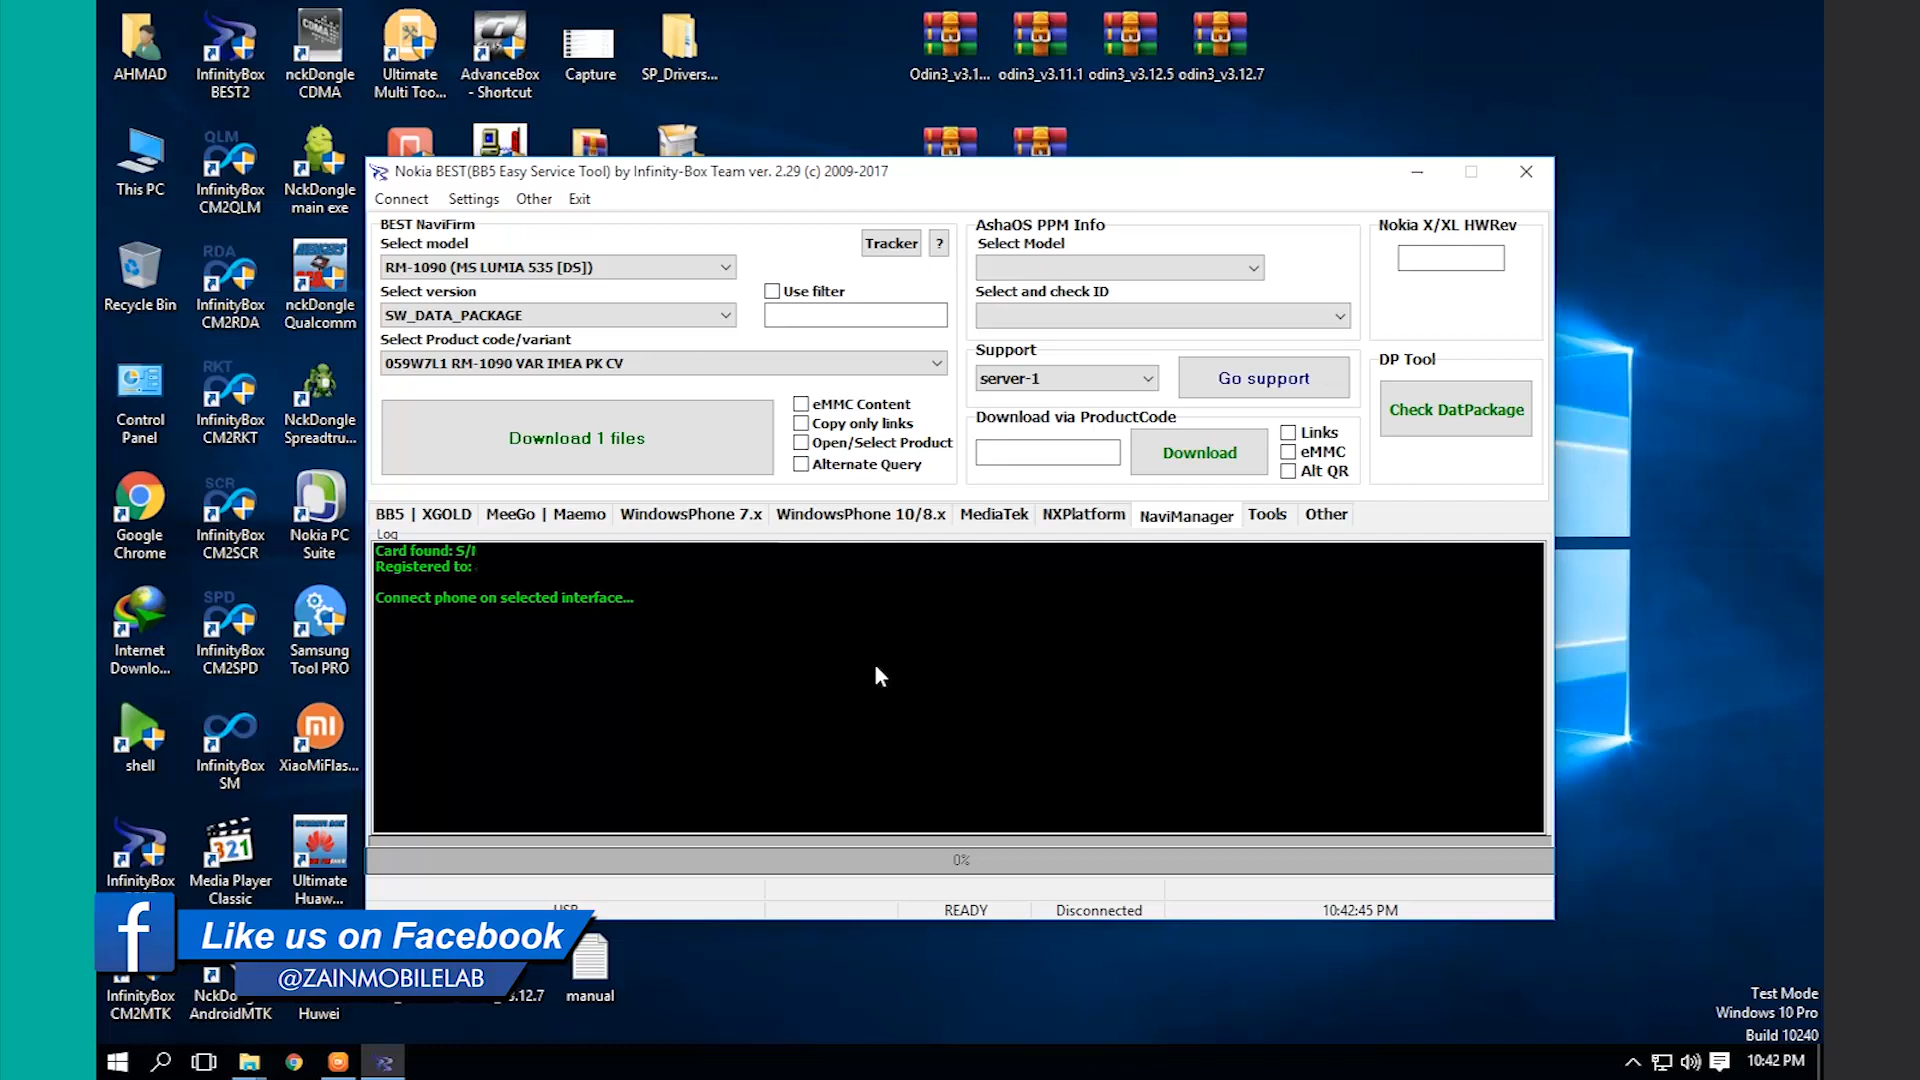 AHMAD
InfinityBox
BEST2
CDMA
nckDongle
CDMA
Ultimate
Multi Too...
AdvanceBox
- Shortcut
Capture
SP_Drivers...
Odin3_v3.1...
odin3_v3.11.1
odin3_v3.12.5
odin3_v3.12.7
This PC
QLM
InfinityBox
CM2QLM
NckDongle
main exe
Recycle Bin
RDA
InfinityBox
CM2RDA
nckDongle
Qualcomm
Control
Panel
RKT
InfinityBox
CM2RKT
NckDongle
Spreadtru...
Google
Chrome
SCR
InfinityBox
CM2SCR
Nokia PC
Suite
Internet
Downlo...
SPD
InfinityBox
CM2SPD
Samsung
Tool PRO
shell
InfinityBox
SM
XiaoMiFlas...
InfinityBox
321
Media Player
Classic
Ultimate
Huaw...
Nokia BEST(BB5 Easy Service Tool) by Infinity-Box Team ver. 2.29 (c) 2009-2017
Connect Settings Other Exit
BEST NaviFirm
Select model
Tracker ?
RM-1090 (MS LUMIA 535 [DS])
Select version
Use filter
SW_DATA_PACKAGE
Select Product code/variant
059W7L1 RM-1090 VAR IMEA PK CV
Download 1 files
eMMC Content
Copy only links
Open/Select Product
Alternate Query
AshaOS PPM Info
Select Model
Select and check ID
Support
server-1
Go support
Download via ProductCode
Download
Links
eMMC
Alt QR
Nokia X/XL HWRev
DP Tool
Check DatPackage
BB5 | XGOLD MeeGo | Maemo WindowsPhone 7.x WindowsPhone 10/8.x MediaTek NXPlatform NaviManager Tools Other
Log
Card found: S/
Registered to:
Connect phone on selected interface...
0%
USB READY Disconnected 10:42:45 PM
f Like us on Facebook
@ZAINMOBILELAB
InfinityBox
CM2MTK
NckDo
AndroidMTK
Huwei
.12.7
manual
Test Mode
Windows 10 Pro
Build 10240
10:42 PM